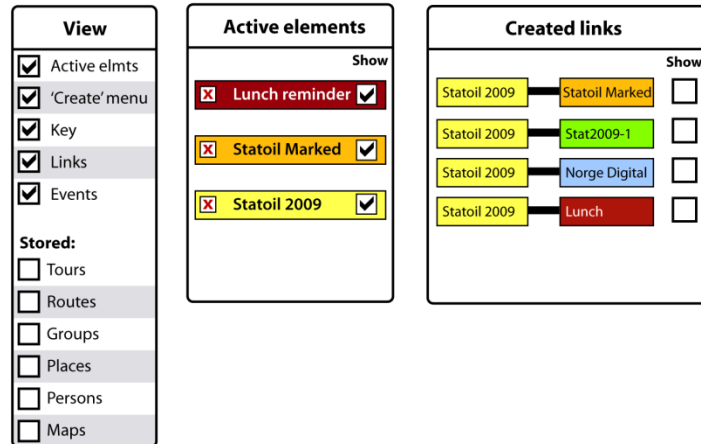 View
Active elmts
'Create' menu
Key
Links
Events
Stored:
Tours
Routes
Groups
Places
Persons
Maps
Active elements
Show
X Lunch reminder
X Statoil Marked
X Statoil 2009
Created links
Show
Statoil 2009 Statoil Marked
Statoil 2009 Stat2009-1
Statoil 2009 Norge Digital
Statoil 2009 Lunch